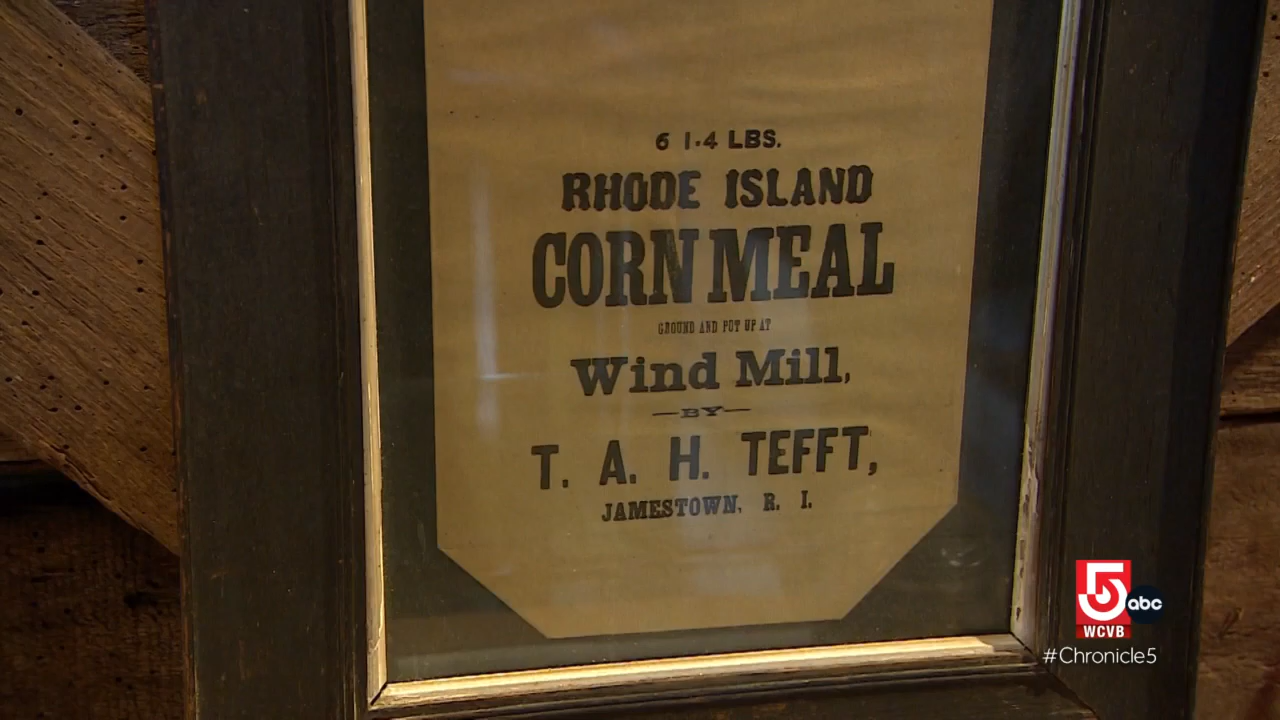 6 1-4 LBS.
RHODE ISLAND
CORN MEAL
GROUND AND PUT UP AT
Wind Mill,
—BY—
T. A. H. TEFFT,
JAMESTOWN, R. I.
5 abc
WCVB
#Chronicle5